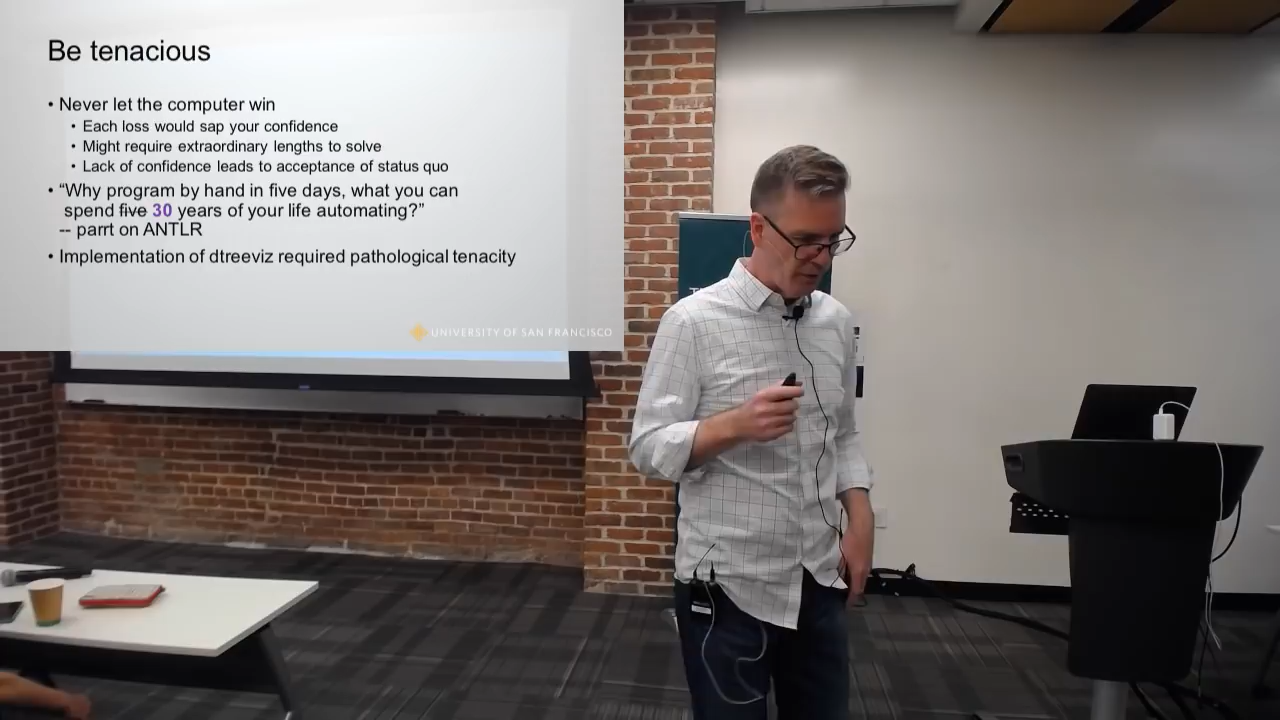 Be tenacious
• Never let the computer win
• Each loss would sap your confidence
• Might require extraordinary lengths to solve
• Lack of confidence leads to acceptance of status quo
• “Why program by hand in five days, what you can
spend five 30 years of your life automating?”
-- parrt on ANTLR
• Implementation of dtreeviz required pathological tenacity
UNIVERSITY OF SAN FRANCISCO